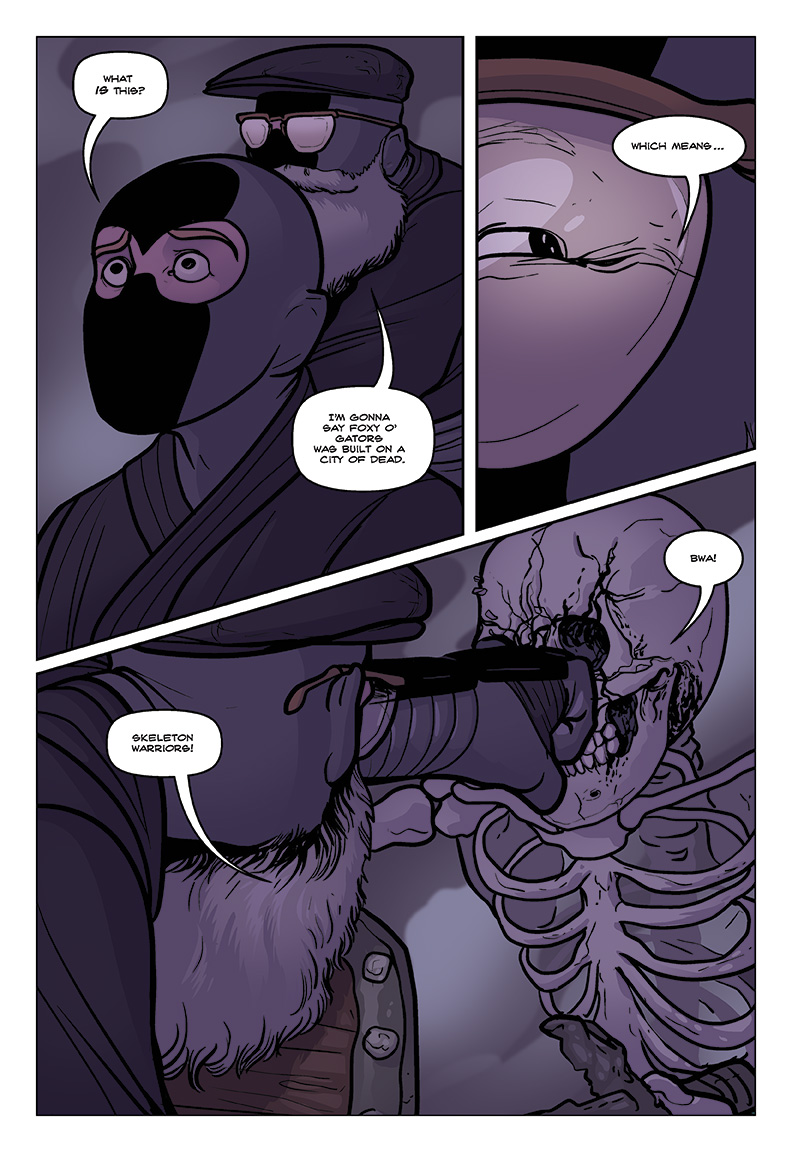 WHAT
IS THIS?
I'M GONNA
SAY FOXY O'
GATORS
WAS BUILT ON A
CITY OF DEAD.
WHICH MEANS...
BWA!
SKELETON
WARRIORS!